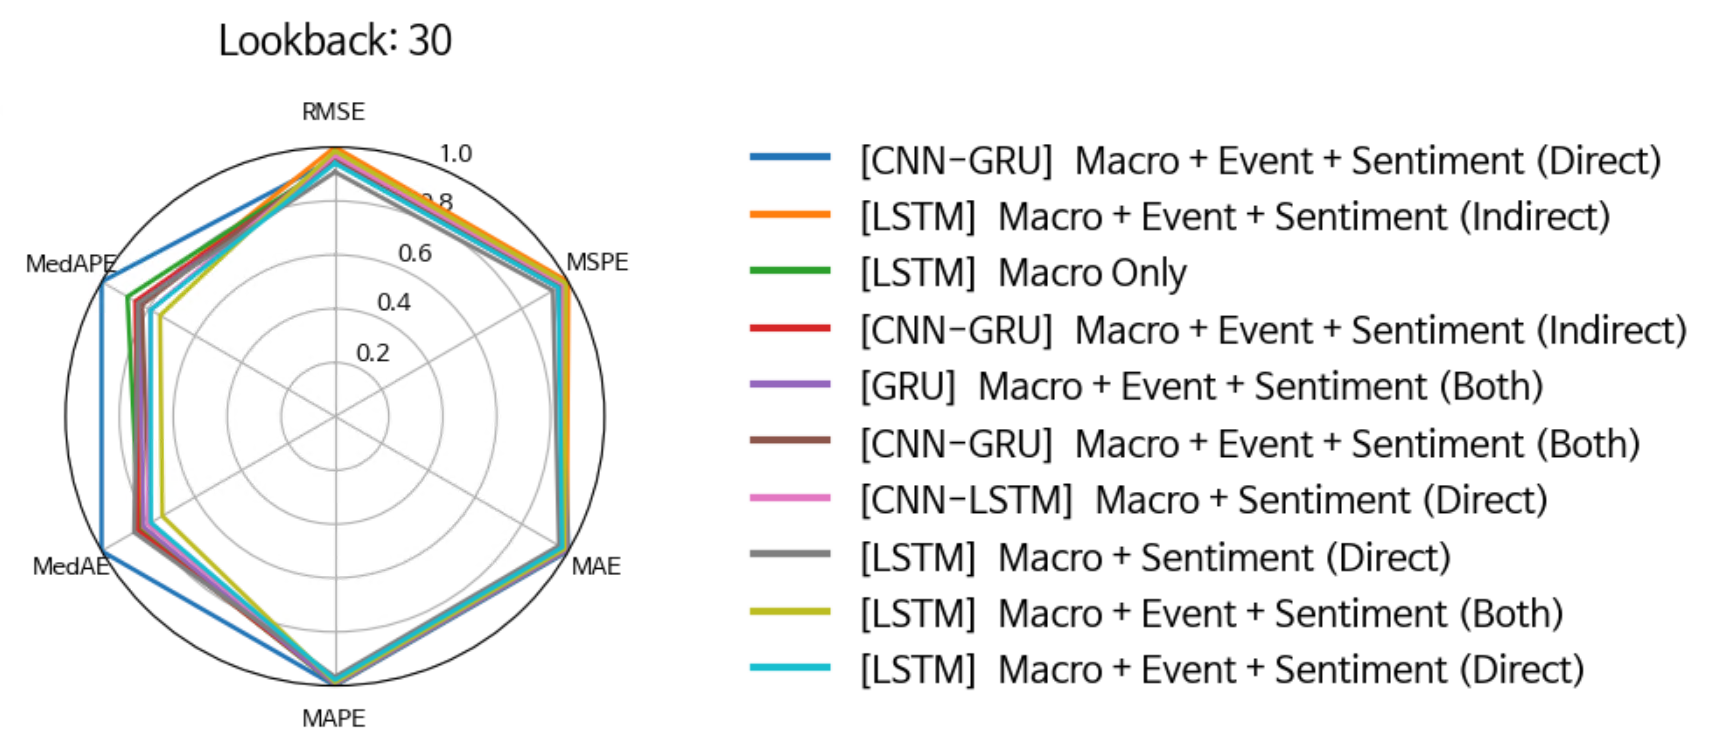 Lookback: 30
RMSE
1.0
0.8
MedAPE
0.6
MSPE
0.4
0.2
MedAE
MAE
MAPE
[CNN-GRU] Macro + Event + Sentiment (Direct)
[LSTM] Macro + Event + Sentiment (Indirect)
[LSTM] Macro Only
[CNN-GRU] Macro + Event + Sentiment (Indirect)
[GRU] Macro + Event + Sentiment (Both)
[CNN-GRU] Macro + Event + Sentiment (Both)
[CNN-LSTM] Macro + Sentiment (Direct)
[LSTM] Macro + Sentiment (Direct)
[LSTM] Macro + Event + Sentiment (Both)
[LSTM] Macro + Event + Sentiment (Direct)